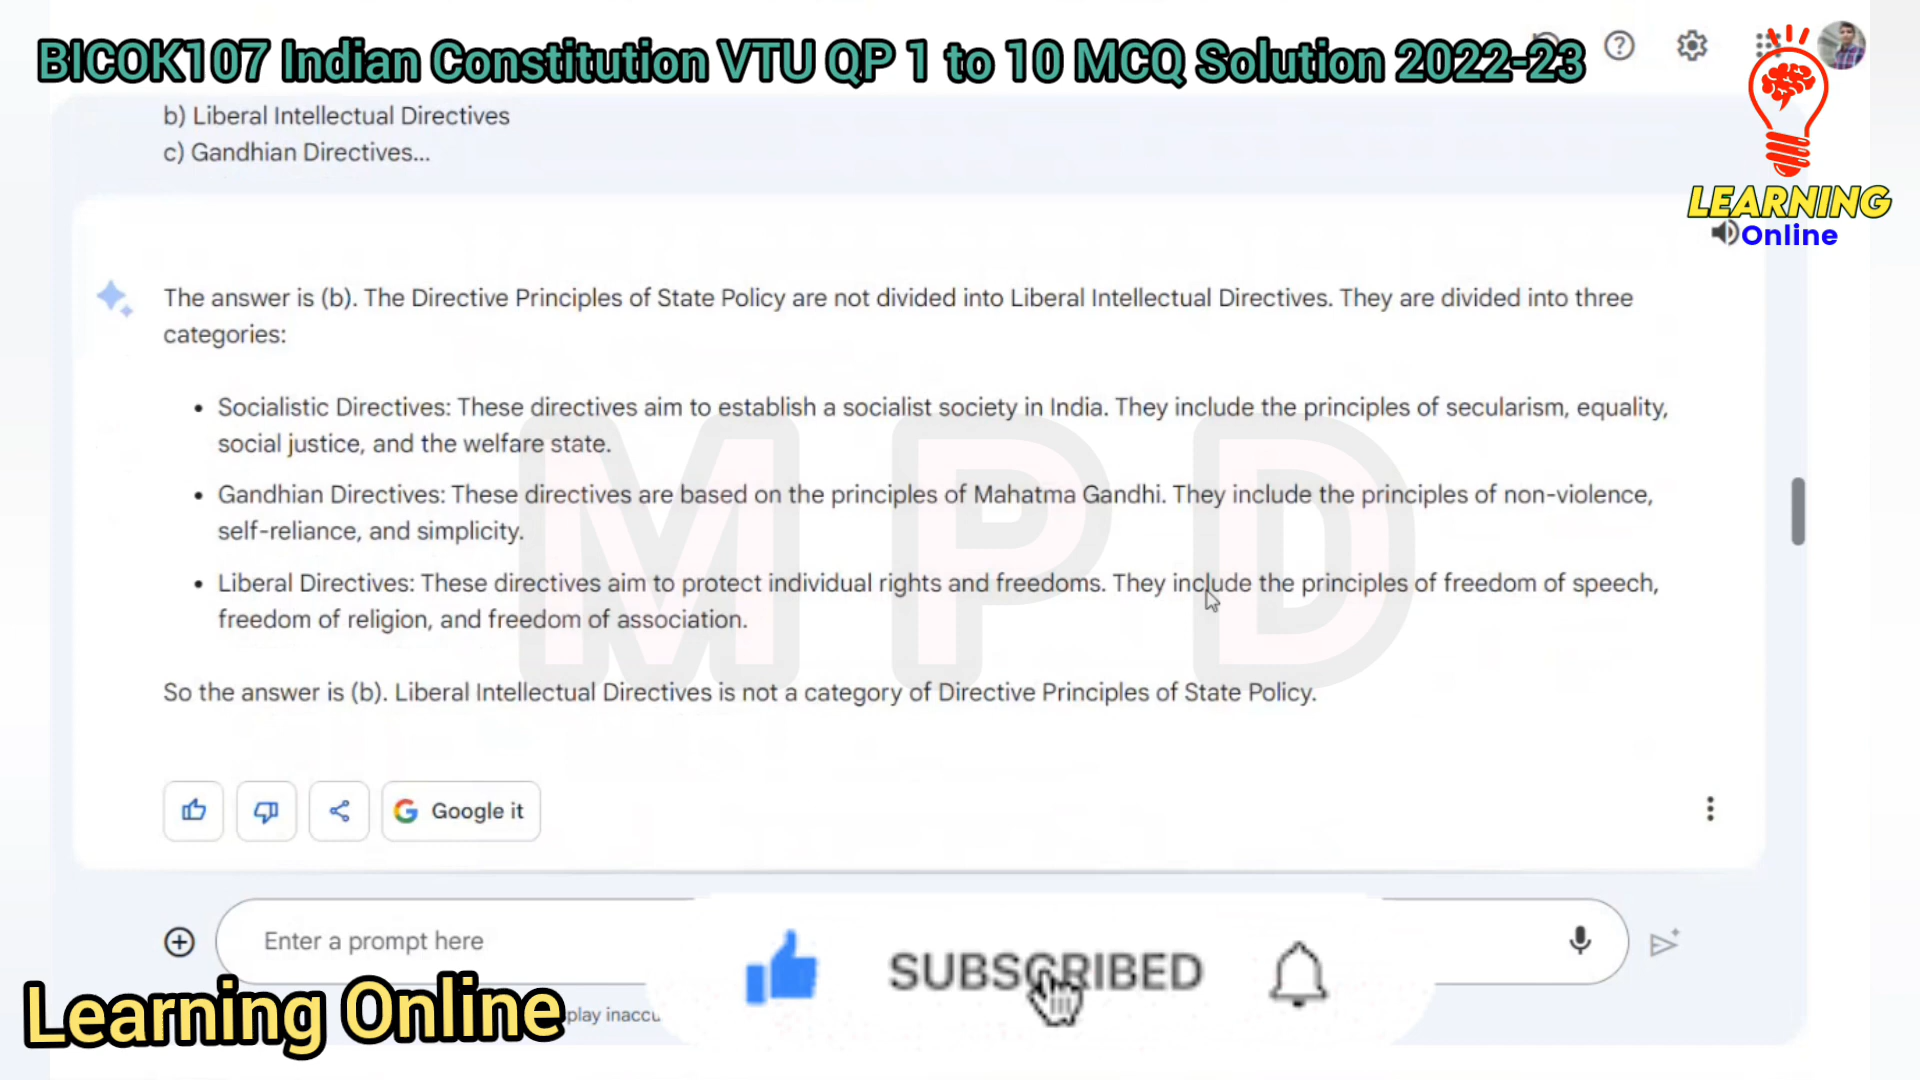 BICOK107 Indian Constitution VTU QP 1 to 10 MCQ Solution 2022-23
b) Liberal Intellectual Directives
c) Gandhian Directives...
LEARNING
Online
The answer is (b). The Directive Principles of State Policy are not divided into Liberal Intellectual Directives. They are divided into three
categories:
• Socialistic Directives: These directives aim to establish a socialist society in India. They include the principles of secularism, equality,
social justice, and the welfare state.
• Gandhian Directives: These directives are based on the principles of Mahatma Gandhi. They include the principles of non-violence,
self-reliance, and simplicity.
• Liberal Directives: These directives aim to protect individual rights and freedoms. They include the principles of freedom of speech,
freedom of religion, and freedom of association.
MPD
So the answer is (b). Liberal Intellectual Directives is not a category of Directive Principles of State Policy.
Google it
Enter a prompt here
SUBSCRIBED
Learning Online